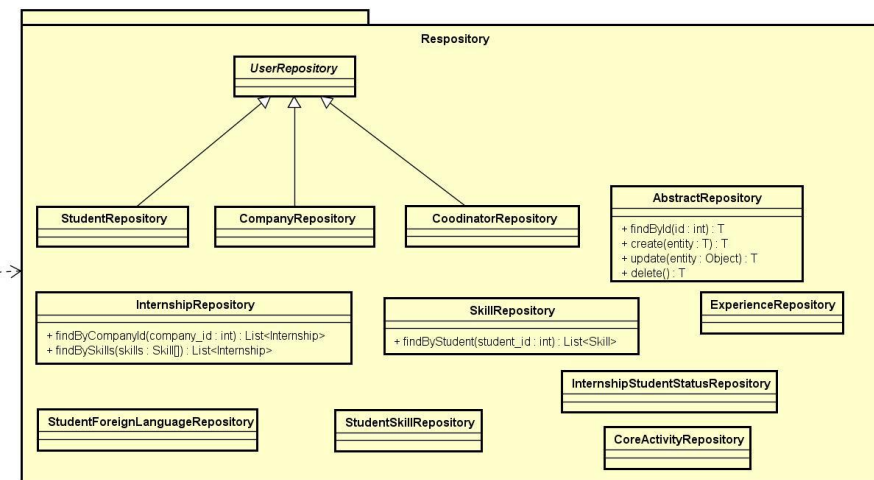 Respository
UserRepository
StudentRepository
CompanyRepository
CoodinatorRepository
AbstractRepository
+ findById(id : int) : T
+ create(entity : T) : T
+ update(entity : Object) : T
+ delete() : T
InternshipRepository
+ findByCompanyId(company_id : int) : List<Internship>
+ findBySkills(skills : Skill[]) : List<Internship>
SkillRepository
+ findByStudent(student_id : int) : List<Skill>
ExperienceRepository
InternshipStudentStatusRepository
StudentForeignLanguageRepository
StudentSkillRepository
CoreActivityRepository